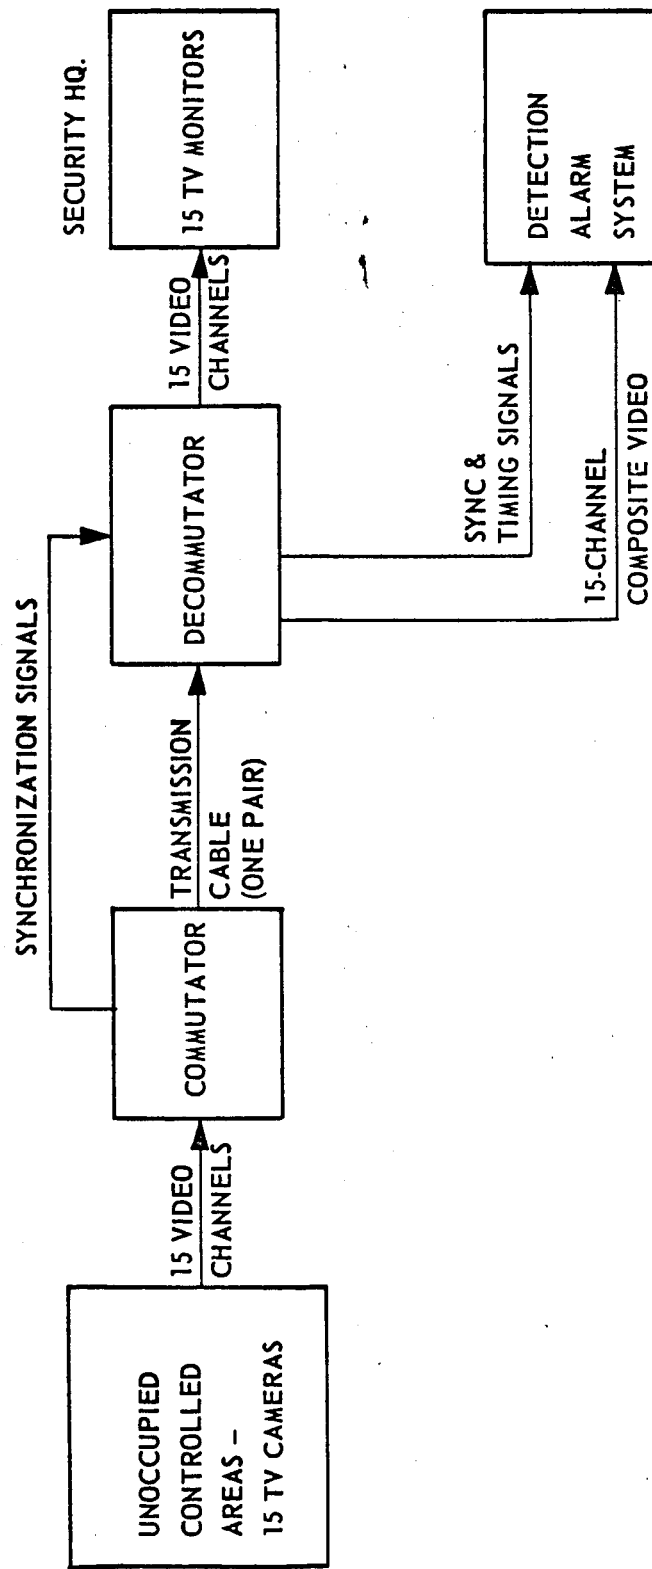 UNOCCUPIED
CONTROLLED
AREAS –
15 TV CAMERAS
15 VIDEO
CHANNELS
COMMUTATOR
SYNCHRONIZATION SIGNALS
TRANSMISSION
CABLE
(ONE PAIR)
DECOMMUTATOR
15 VIDEO
CHANNELS
SECURITY HQ.
15 TV MONITORS
SYNC &
TIMING SIGNALS
15-CHANNEL
COMPOSITE VIDEO
DETECTION
ALARM
SYSTEM